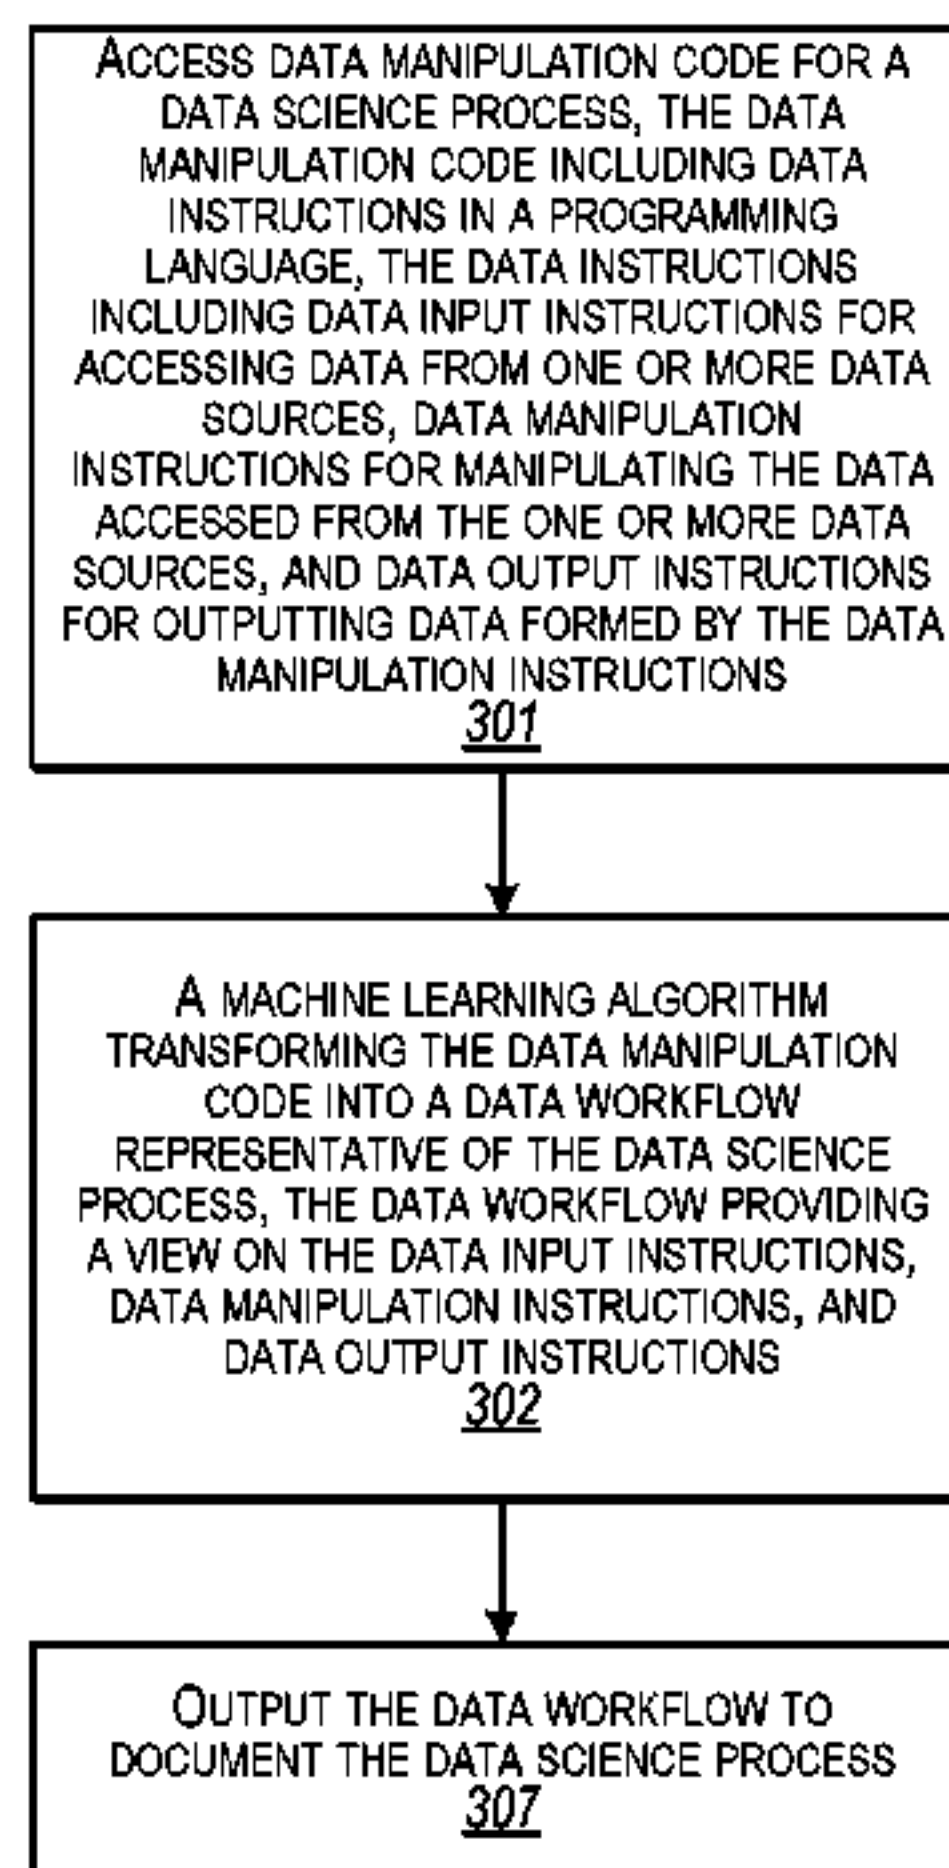 ACCESS DATA MANIPULATION CODE FOR A
DATA SCIENCE PROCESS, THE DATA
MANIPULATION CODE INCLUDING DATA
INSTRUCTIONS IN A PROGRAMMING
LANGUAGE, THE DATA INSTRUCTIONS
INCLUDING DATA INPUT INSTRUCTIONS FOR
ACCESSING DATA FROM ONE OR MORE DATA
SOURCES, DATA MANIPULATION
INSTRUCTIONS FOR MANIPULATING THE DATA
ACCESSED FROM THE ONE OR MORE DATA
SOURCES, AND DATA OUTPUT INSTRUCTIONS
FOR OUTPUTTING DATA FORMED BY THE DATA
MANIPULATION INSTRUCTIONS
301
A MACHINE LEARNING ALGORITHM
TRANSFORMING THE DATA MANIPULATION
CODE INTO A DATA WORKFLOW
REPRESENTATIVE OF THE DATA SCIENCE
PROCESS, THE DATA WORKFLOW PROVIDING
A VIEW ON THE DATA INPUT INSTRUCTIONS,
DATA MANIPULATION INSTRUCTIONS, AND
DATA OUTPUT INSTRUCTIONS
302
OUTPUT THE DATA WORKFLOW TO
DOCUMENT THE DATA SCIENCE PROCESS
307